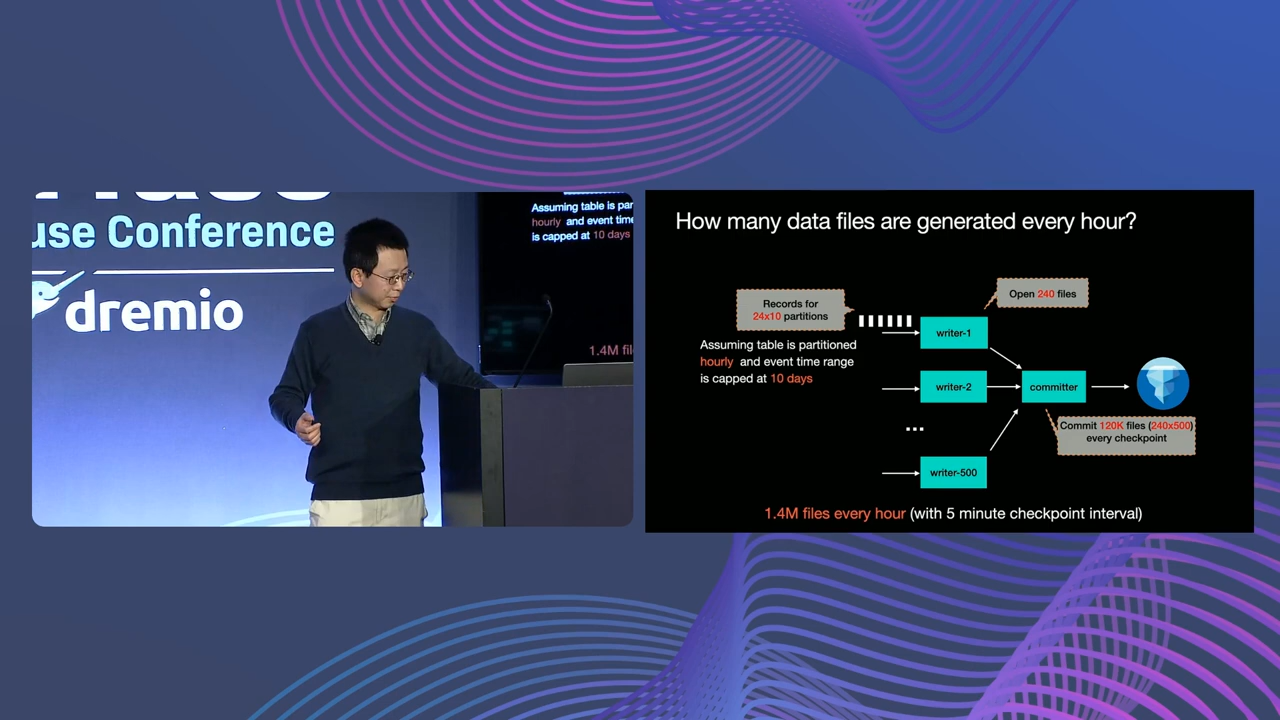 use Conference
dremio
Assuming table is par
hourly and event time
is capped at 10 days
1.4M fil
How many data files are generated every hour?
Records for
24x10 partitions
Open 240 files
writer-1
Assuming table is partitioned
hourly and event time range
is capped at 10 days
writer-2
committer
...
Commit 120K files (240x500)
every checkpoint
writer-500
1.4M files every hour (with 5 minute checkpoint interval)